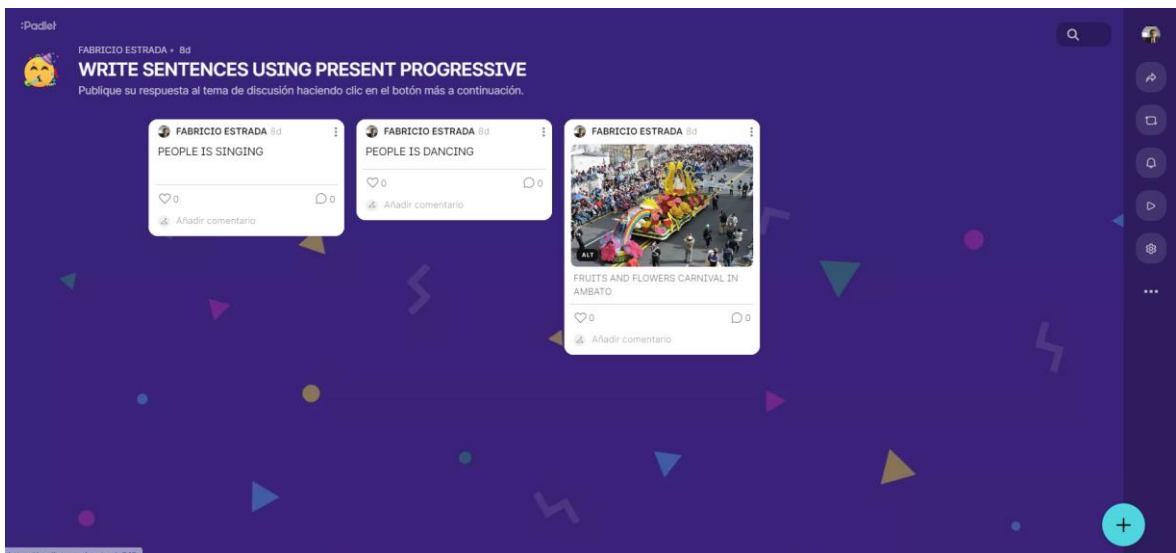 :Padlet
FABRICIO ESTRADA • 8d
WRITE SENTENCES USING PRESENT PROGRESSIVE
Publique su respuesta al tema de discusión haciendo clic en el botón más a continuación.
FABRICIO ESTRADA 8d
PEOPLE IS SINGING
0
0
Añadir comentario
FABRICIO ESTRADA 8d
PEOPLE IS DANCING
0
0
Añadir comentario
FABRICIO ESTRADA 8d
ALT
FRUITS AND FLOWERS CARNIVAL IN
AMBATO
0
0
Añadir comentario